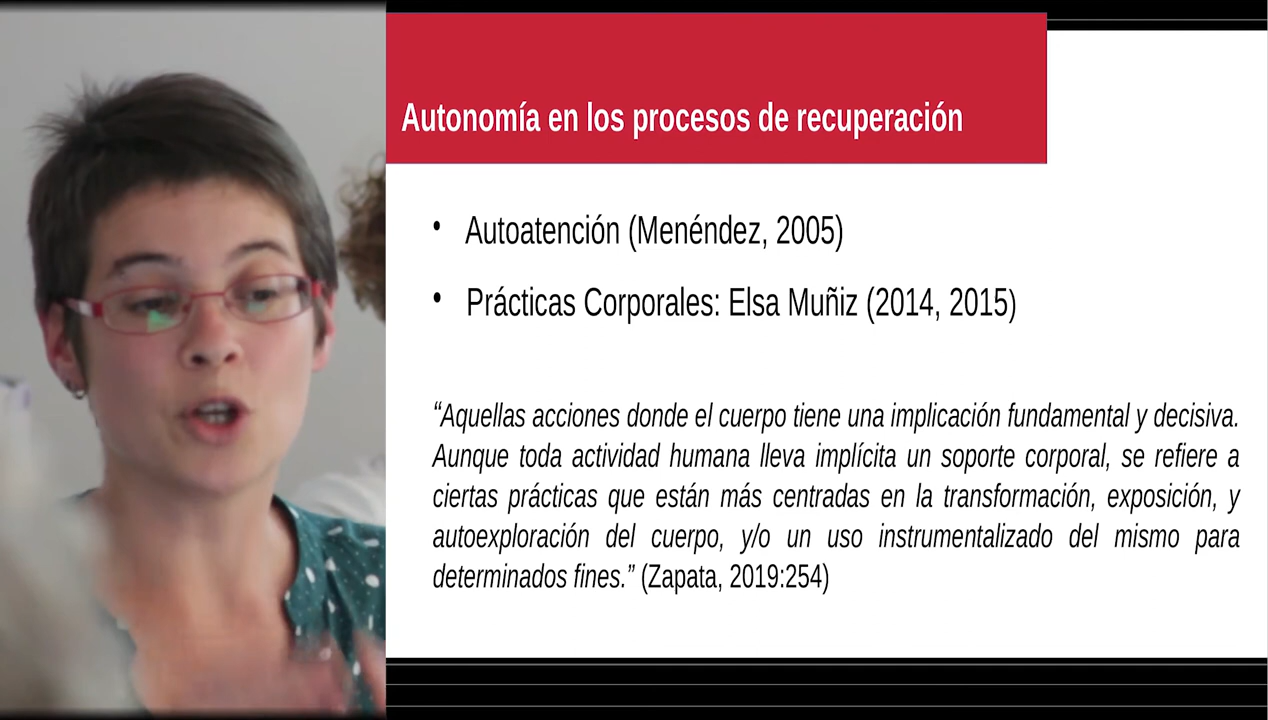 Autonomía en los procesos de recuperación
• Autoatención (Menéndez, 2005)
• Prácticas Corporales: Elsa Muñiz (2014, 2015)
“Aquellas acciones donde el cuerpo tiene una implicación fundamental y decisiva.
Aunque toda actividad humana lleva implícita un soporte corporal, se refiere a
ciertas prácticas que están más centradas en la transformación, exposición, y
autoexploración del cuerpo, y/o un uso instrumentalizado del mismo para
determinados fines.” (Zapata, 2019:254)